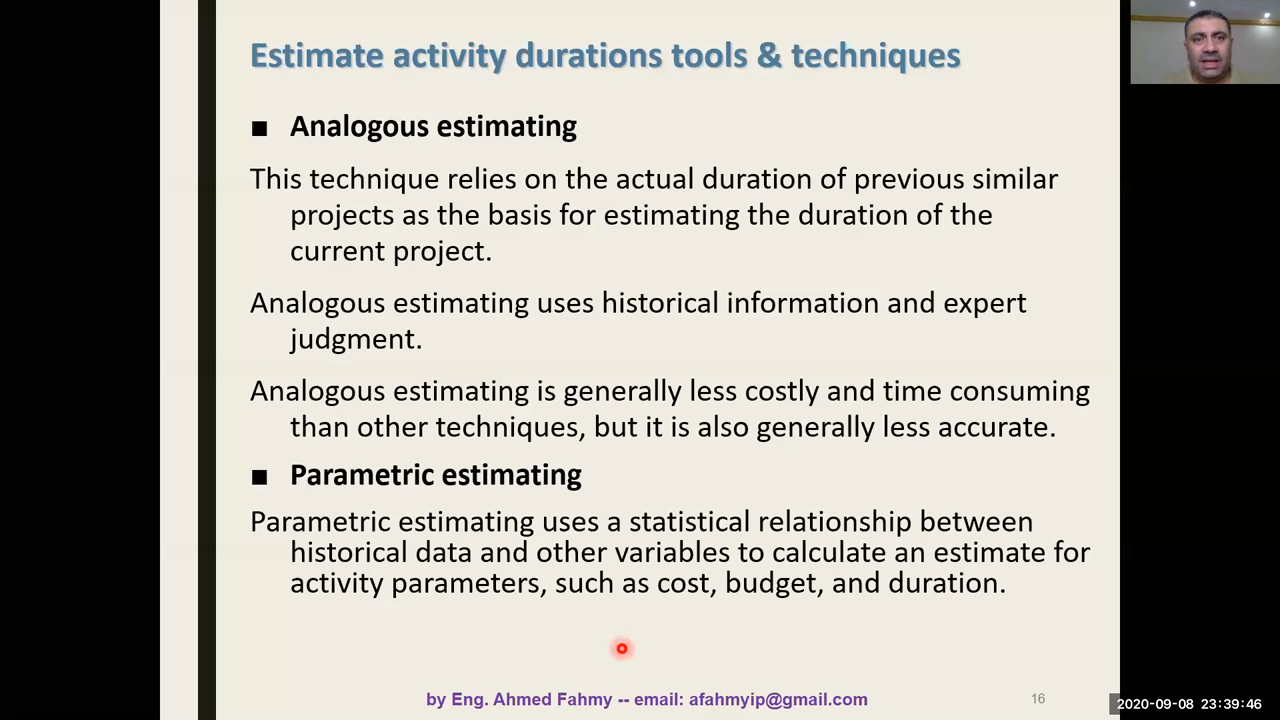 Estimate activity durations tools & techniques
■ Analogous estimating
This technique relies on the actual duration of previous similar
projects as the basis for estimating the duration of the
current project.
Analogous estimating uses historical information and expert
judgment.
Analogous estimating is generally less costly and time consuming
than other techniques, but it is also generally less accurate.
■ Parametric estimating
Parametric estimating uses a statistical relationship between
historical data and other variables to calculate an estimate for
activity parameters, such as cost, budget, and duration.
by Eng. Ahmed Fahmy -- email: afahmyip@gmail.com
16
2020-09-08 23:39:46